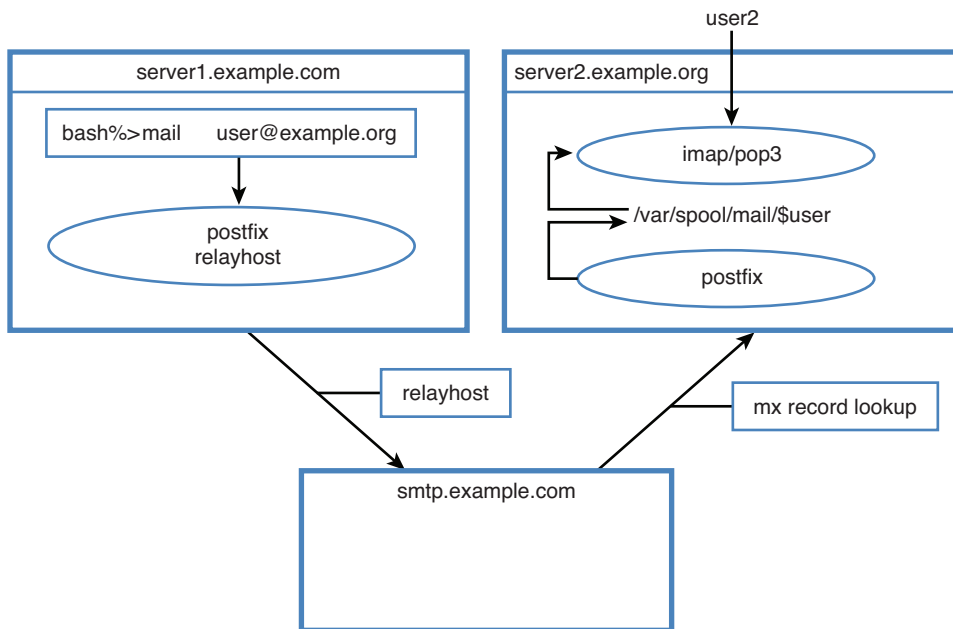 user2
server1.example.com
bash%>mail user@example.org
postfix
relayhost
server2.example.org
imap/pop3
/var/spool/mail/$user
postfix
relayhost
mx record lookup
smtp.example.com